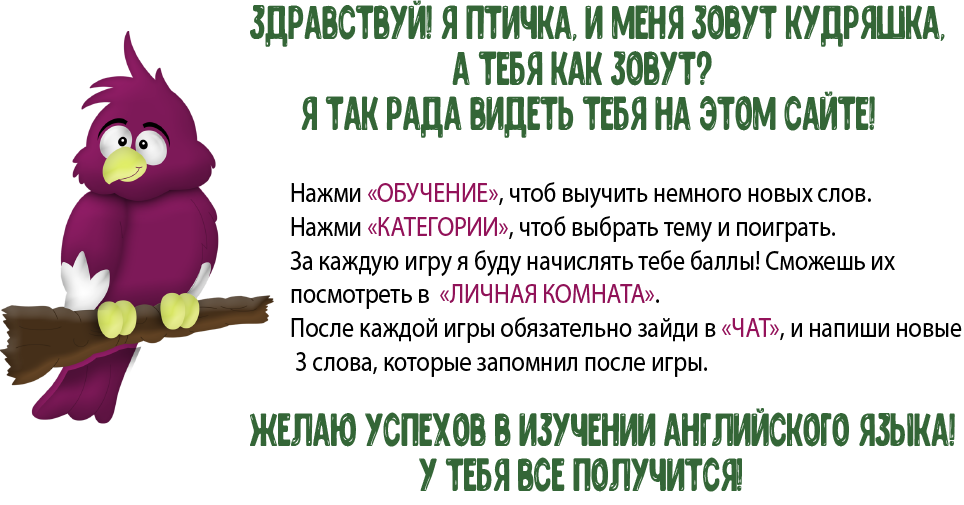 ЗДРАВСТВУЙ! Я ПТИЧКА, И МЕНЯ ЗОВУТ КУДРЯШКА,
А ТЕБЯ КАК ЗОВУТ?
Я ТАК РАДА ВИДЕТЬ ТЕБЯ НА ЭТОМ САЙТЕ!
Нажми «ОБУЧЕНИЕ», чтоб выучить немного новых слов.
Нажми «КАТЕГОРИИ», чтоб выбрать тему и поиграть.
За каждую игру я буду начислять тебе баллы! Сможешь их
посмотреть в «ЛИЧНАЯ КОМНАТА».
После каждой игры обязательно зайди в «ЧАТ», и напиши новые
3 слова, которые запомнил после игры.
ЖЕЛАЮ УСПЕХОВ В ИЗУЧЕНИИ АНГЛИЙСКОГО ЯЗЫКА!
У ТЕБЯ ВСЕ ПОЛУЧИТСЯ!